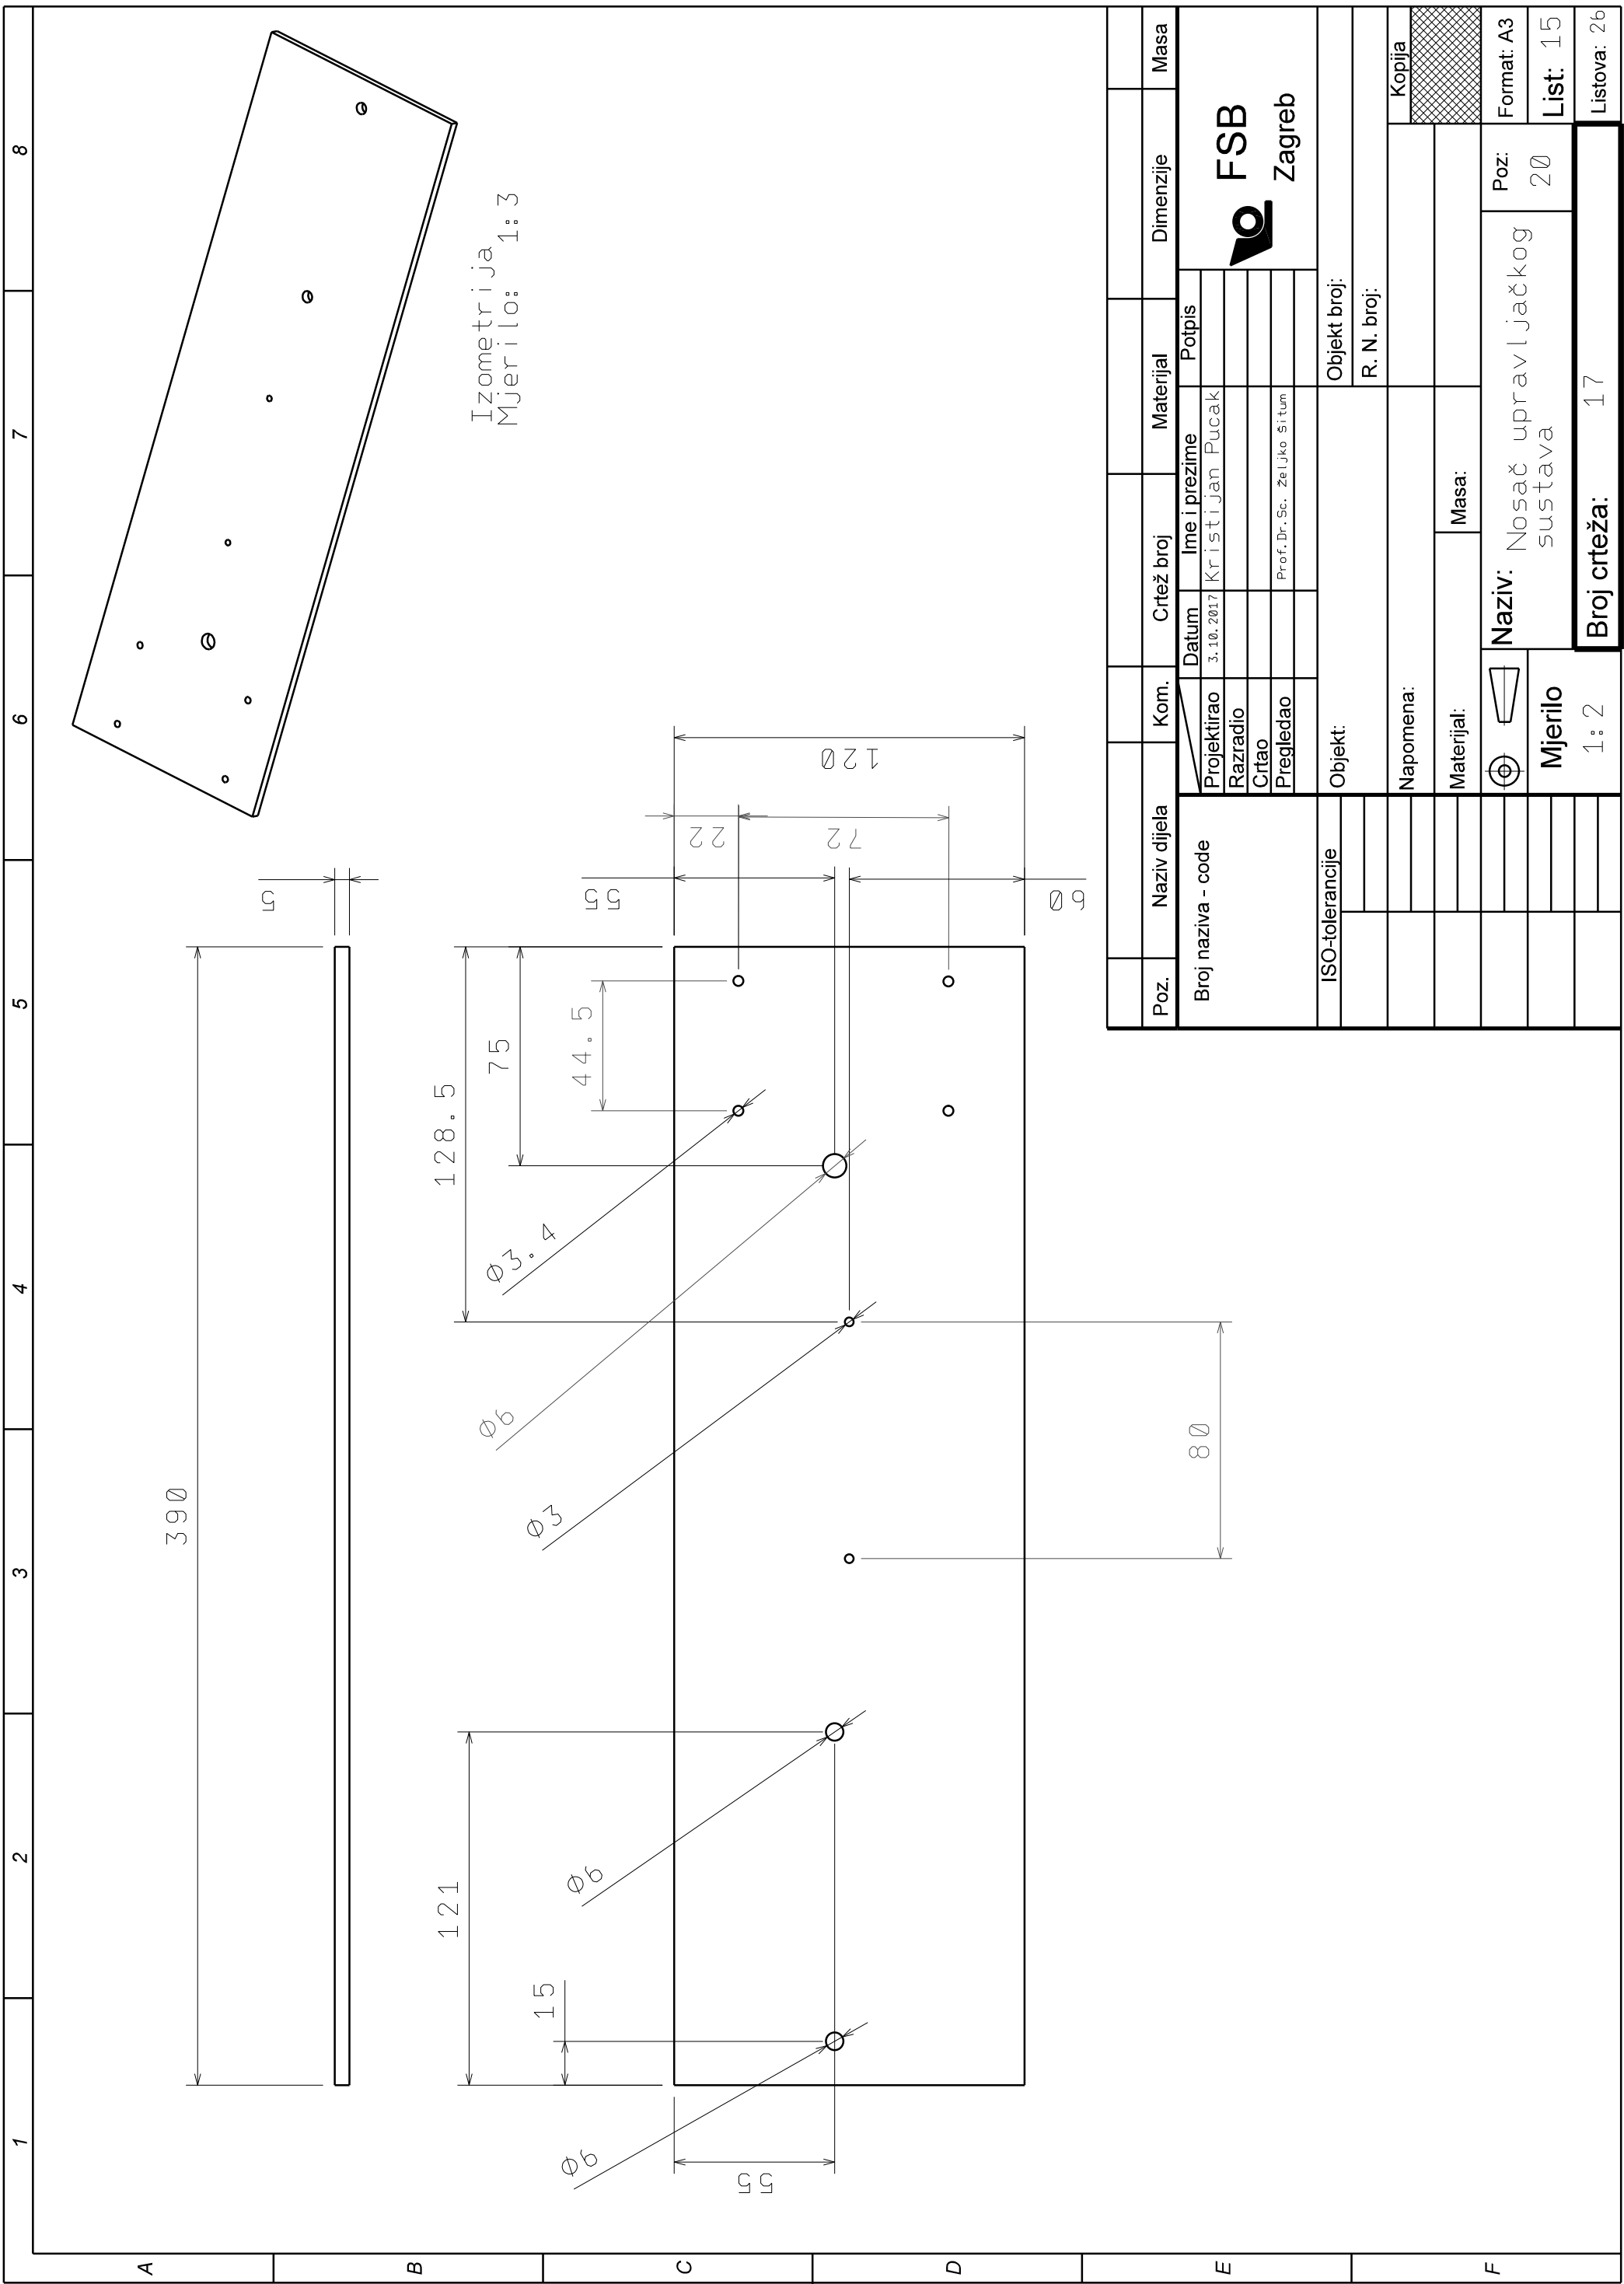 1 2 3 4 5 6 7 8
A
B
C
D
E
F
390
5
Izometrija
Mjerilo: 1:3
128.5
75
44.5
121
15
Ø3.4
Ø6
Ø3
Ø6
Ø6
55
55
22
72
120
60
80
Poz. Naziv dijela Kom. Crtež broj Materijal Dimenzije Masa
Broj naziva - code
Datum Ime i prezime Potpis
Projektirao 3.10.2017 Kristijan Pucak
Razradio
Crtao
Pregledao Prof.Dr.Sc. Željko Šitum
FSB
Zagreb
ISO-tolerancije
Objekt: Objekt broj:
R. N. broj:
Napomena: Kopija
Materijal: Masa:
Naziv: Nosač upravljačkog
sustava
Poz:
20
Format: A3
Mjerilo
1:2
List: 15
Broj crteža: 17
Listova: 26